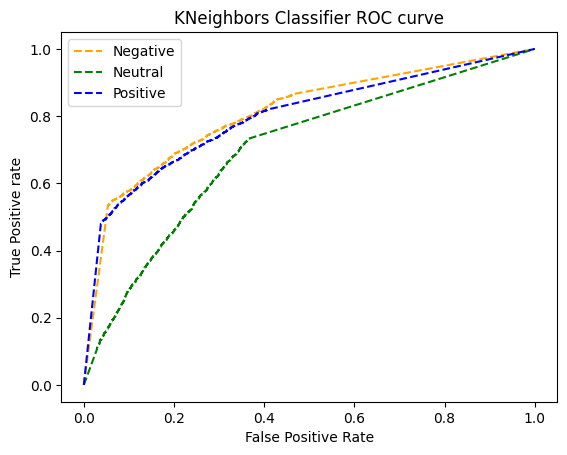 KNeighbors Classifier ROC curve
Negative
Neutral
Positive
1.0
0.8
0.6
0.4
0.2
0.0
True Positive rate
0.0 0.2 0.4 0.6 0.8 1.0
False Positive Rate